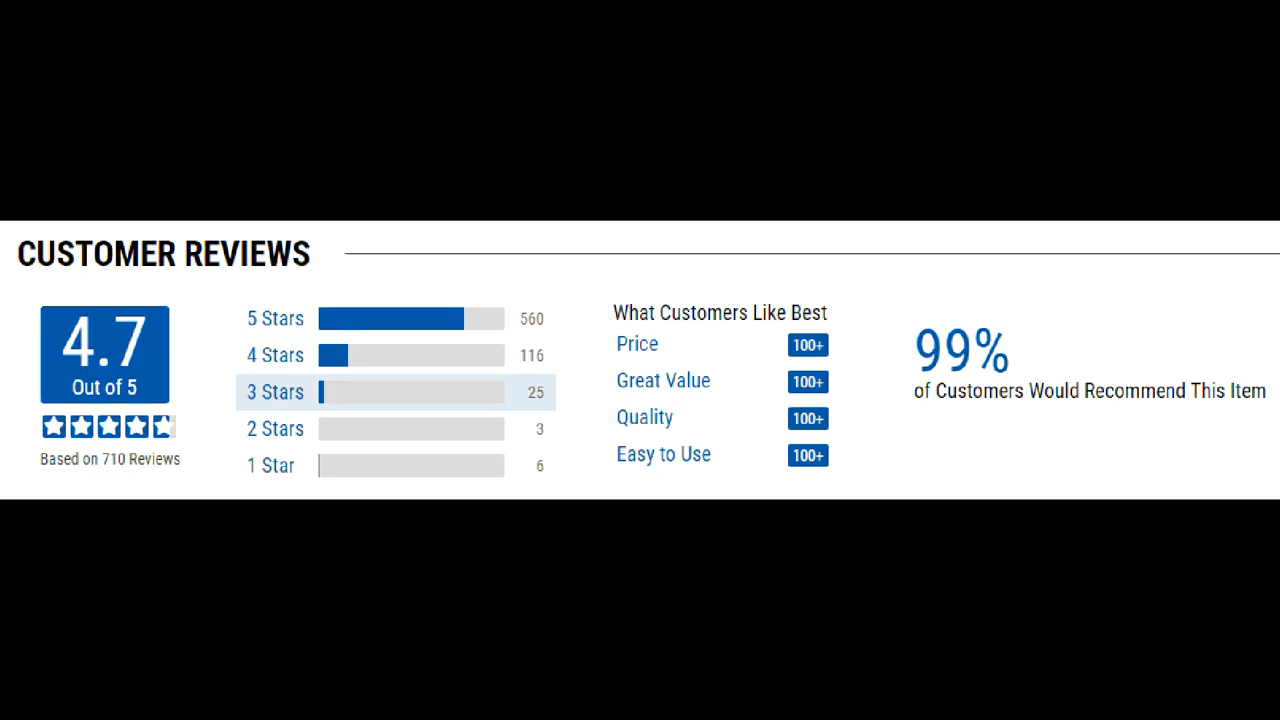 CUSTOMER REVIEWS
4.7
Out of 5
Based on 710 Reviews
5 Stars 560
4 Stars 116
3 Stars 25
2 Stars 3
1 Star 6
What Customers Like Best
Price 100+
Great Value 100+
Quality 100+
Easy to Use 100+
99%
of Customers Would Recommend This Item